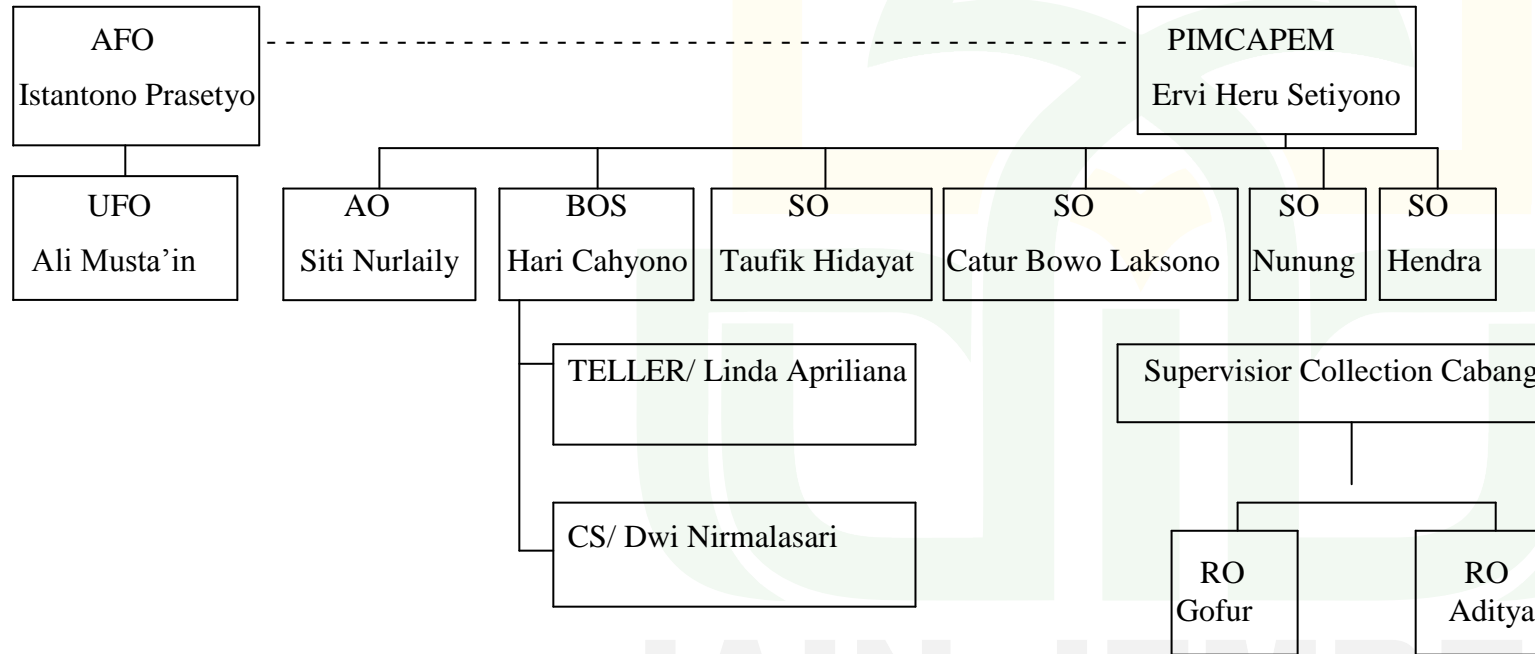 AFO
Istantono Prasetyo
PIMCAPEM
Ervi Heru Setiyono
UFO
Ali Musta’in
AO
Siti Nurlaily
BOS
Hari Cahyono
SO
Taufik Hidayat
SO
Catur Bowo Laksono
SO
Nunung
SO
Hendra
TELLER/ Linda Apriliana
Supervisior Collection Cabang
CS/ Dwi Nirmalasari
RO
Gofur
RO
Aditya